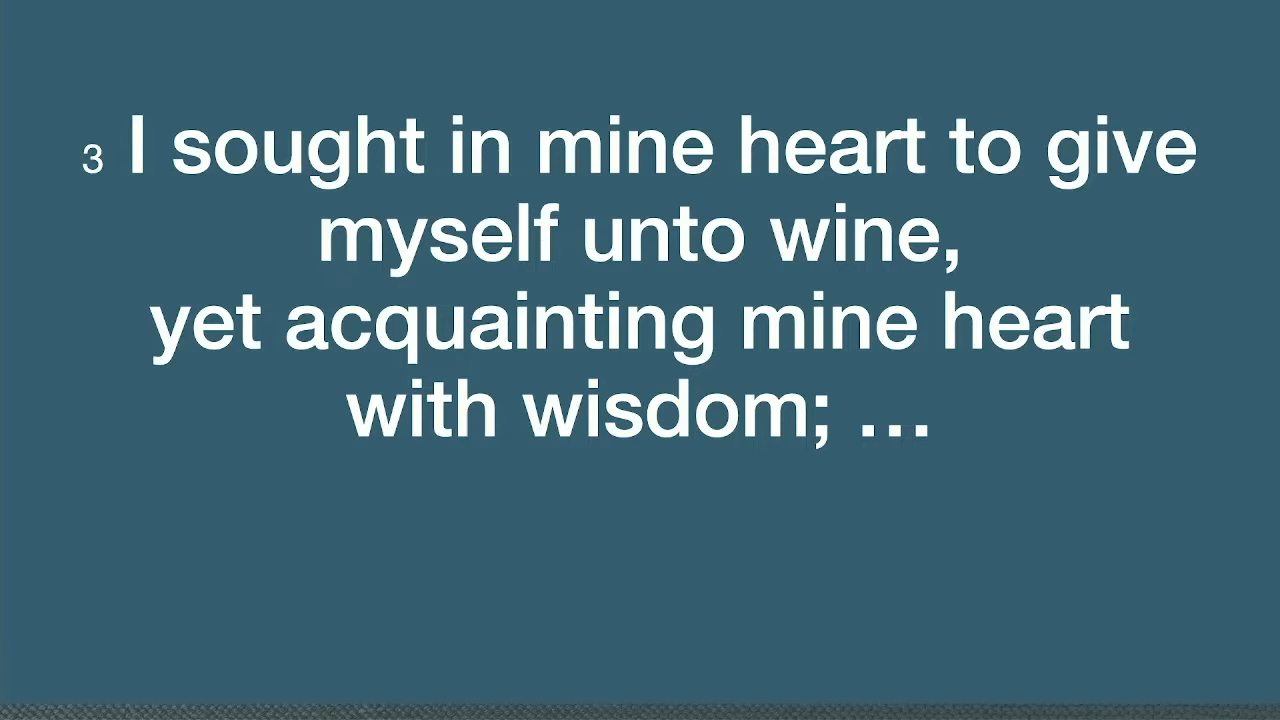 3 I sought in mine heart to give
myself unto wine,
yet acquainting mine heart
with wisdom; …